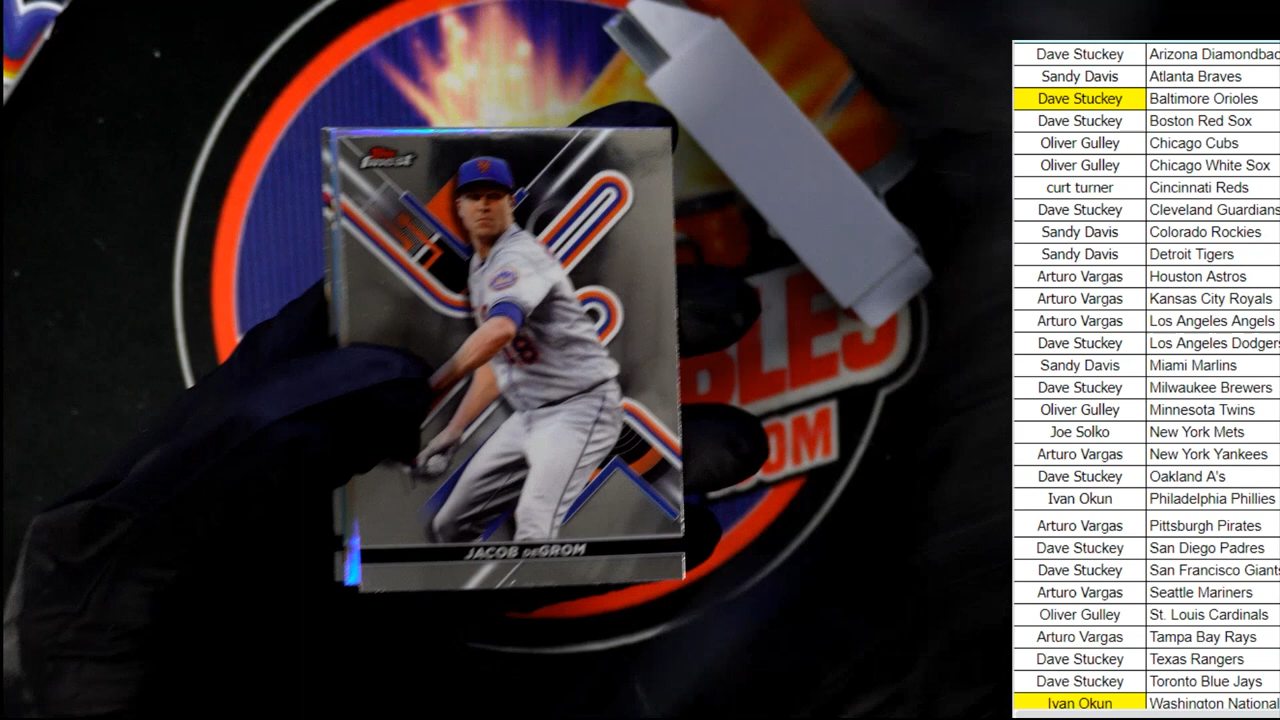 Topps
finest
JACOB DEGROM
BLES
OM
Dave Stuckey Arizona Diamondbac
Sandy Davis Atlanta Braves
Dave Stuckey Baltimore Orioles
Dave Stuckey Boston Red Sox
Oliver Gulley Chicago Cubs
Oliver Gulley Chicago White Sox
curt turner Cincinnati Reds
Dave Stuckey Cleveland Guardians
Sandy Davis Colorado Rockies
Sandy Davis Detroit Tigers
Arturo Vargas Houston Astros
Arturo Vargas Kansas City Royals
Arturo Vargas Los Angeles Angels
Dave Stuckey Los Angeles Dodgers
Sandy Davis Miami Marlins
Dave Stuckey Milwaukee Brewers
Oliver Gulley Minnesota Twins
Joe Solko New York Mets
Arturo Vargas New York Yankees
Dave Stuckey Oakland A's
Ivan Okun Philadelphia Phillies
Arturo Vargas Pittsburgh Pirates
Dave Stuckey San Diego Padres
Dave Stuckey San Francisco Giants
Arturo Vargas Seattle Mariners
Oliver Gulley St. Louis Cardinals
Arturo Vargas Tampa Bay Rays
Dave Stuckey Texas Rangers
Dave Stuckey Toronto Blue Jays
Ivan Okun Washington National